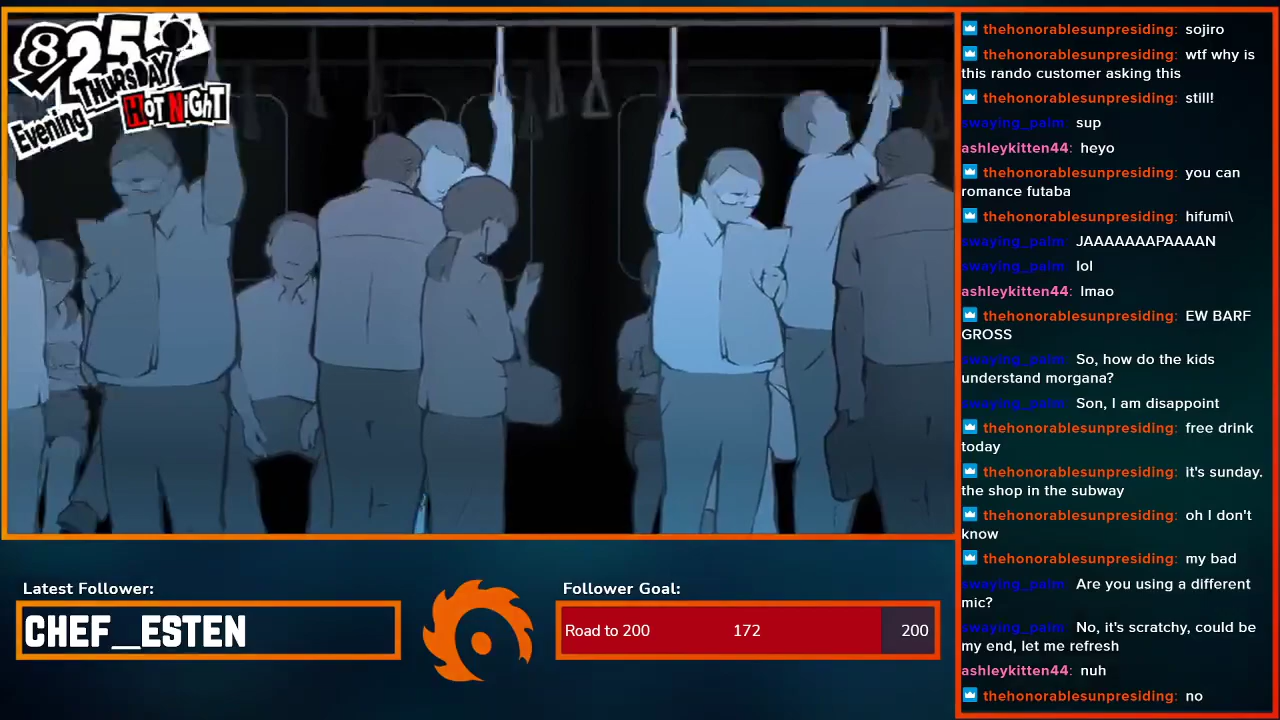 8/25
THURSDAY
Evening
HOT NiGHT
thehonorablesunpresiding: sojiro
thehonorablesunpresiding: wtf why is
this rando customer asking this
thehonorablesunpresiding: still!
swaying_palm: sup
ashleykitten44: heyo
thehonorablesunpresiding: you can
romance futaba
thehonorablesunpresiding: hifumi\
swaying_palm: JAAAAAAAPAAAAN
swaying_palm: lol
ashleykitten44: lmao
thehonorablesunpresiding: EW BARF
GROSS
swaying_palm: So, how do the kids
understand morgana?
swaying_palm: Son, I am disappoint
thehonorablesunpresiding: free drink
today
thehonorablesunpresiding: it's sunday.
the shop in the subway
thehonorablesunpresiding: oh I don't
know
thehonorablesunpresiding: my bad
swaying_palm: Are you using a different
mic?
swaying_palm: No, it's scratchy, could be
my end, let me refresh
ashleykitten44: nuh
thehonorablesunpresiding: no
Latest Follower:
CHEF_ESTEN
Follower Goal:
Road to 200 172 200